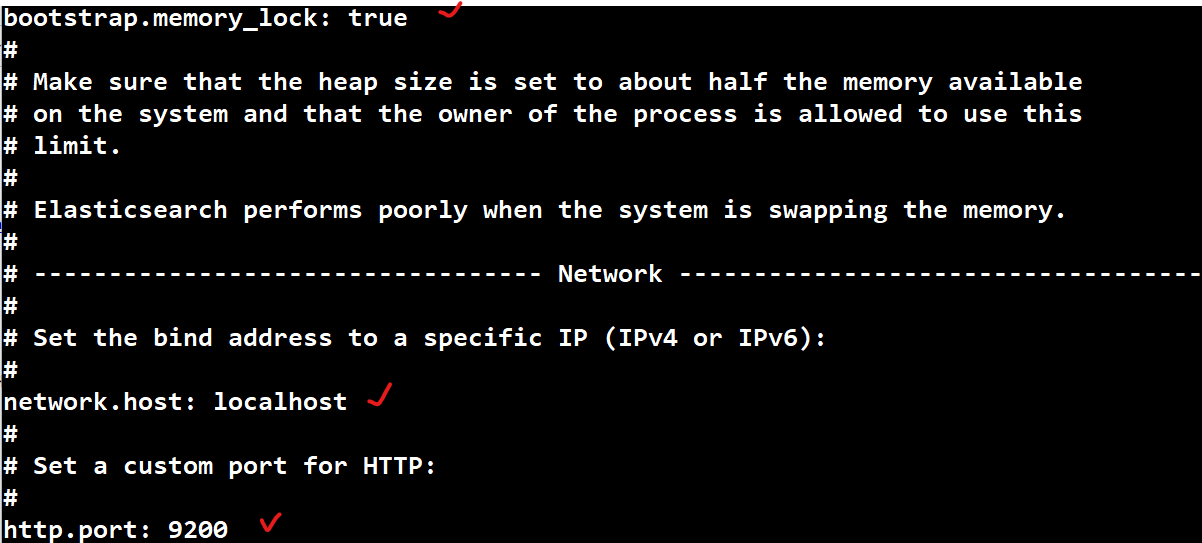 bootstrap.memory_lock: true
#
# Make sure that the heap size is set to about half the memory available
# on the system and that the owner of the process is allowed to use this
# limit.
#
# Elasticsearch performs poorly when the system is swapping the memory.
#
# ---------------------------------- Network -----------------------------------
#
# Set the bind address to a specific IP (IPv4 or IPv6):
#
network.host: localhost
#
# Set a custom port for HTTP:
#
http.port: 9200